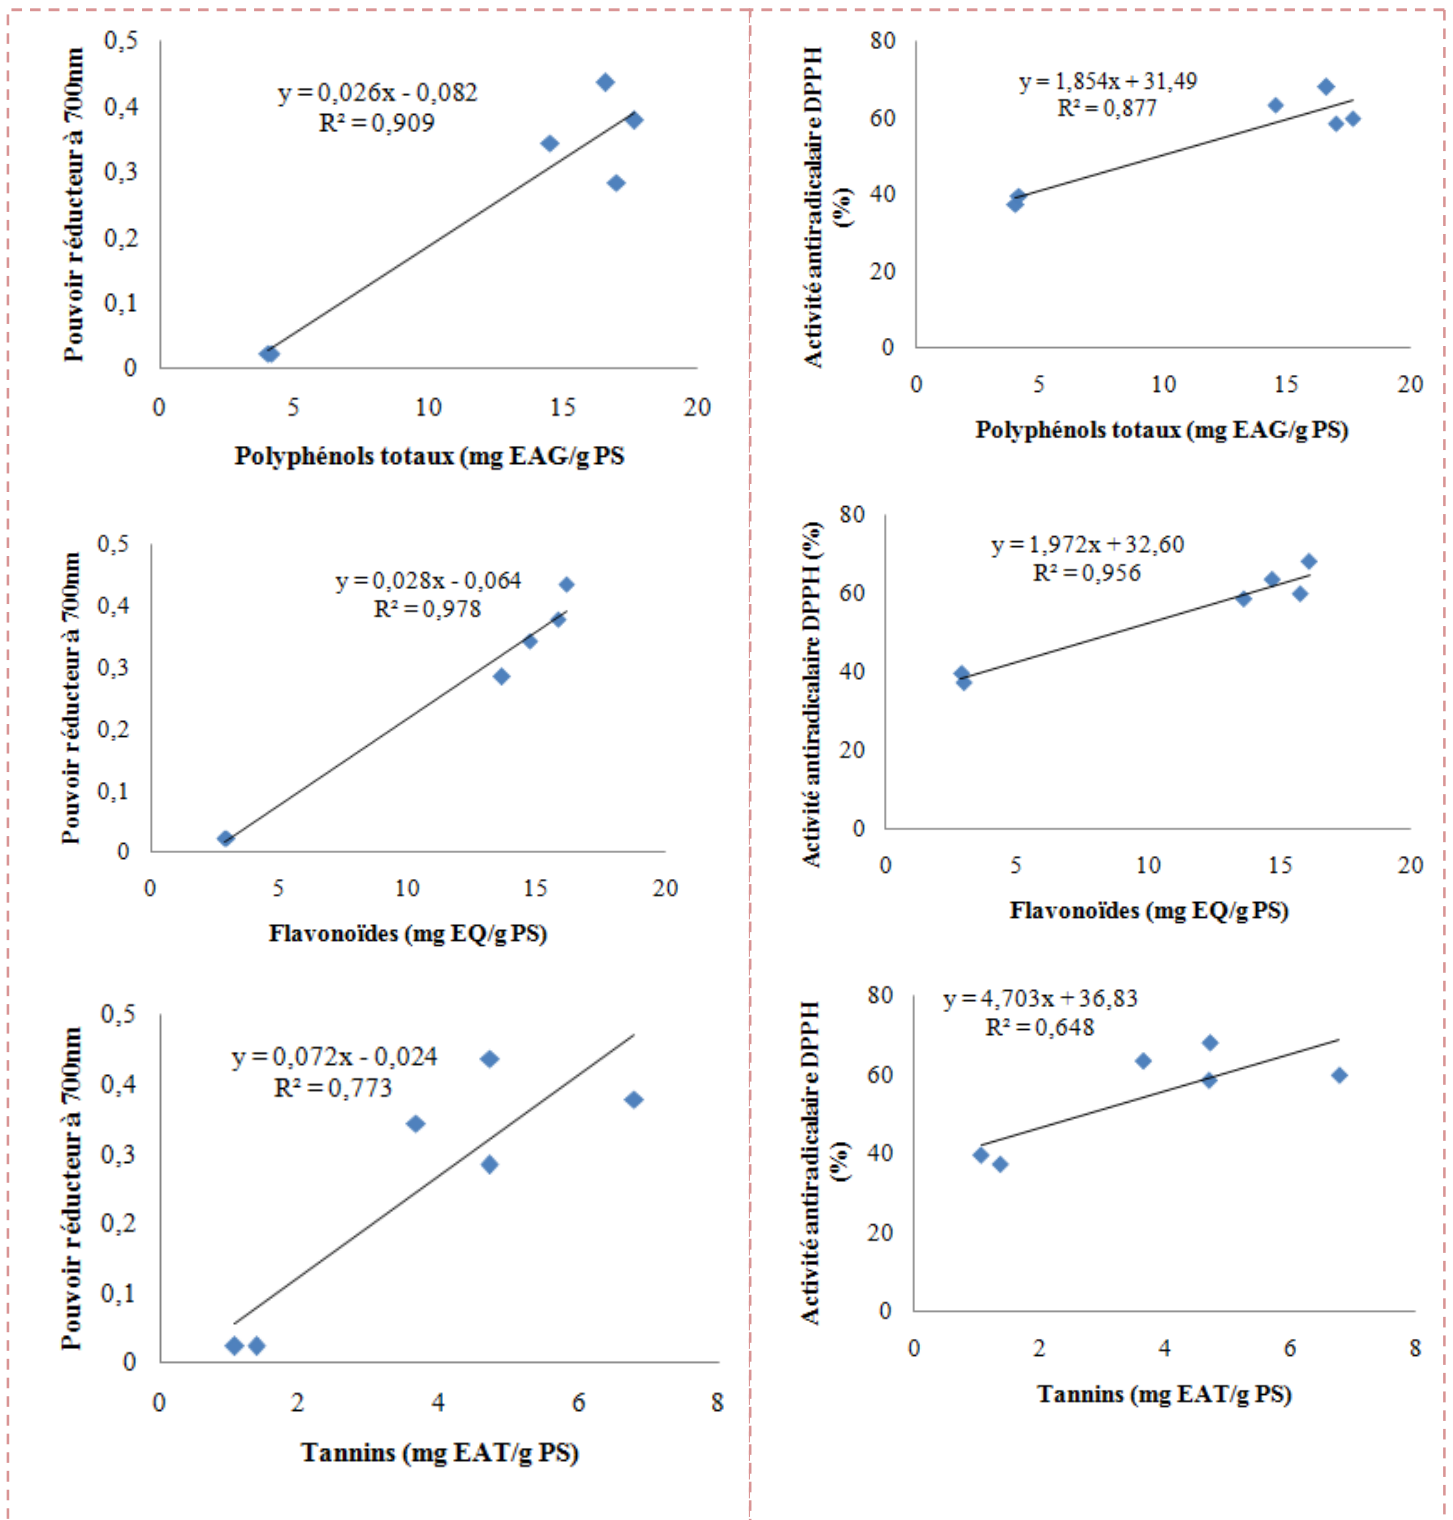 0,5
0,4
0,3
0,2
0,1
0
Pouvoir réducteur à 700nm
y = 0,026x - 0,082
R² = 0,909
0 5 10 15 20
Polyphénols totaux (mg EAG/g PS
80
60
40
20
0
Activité antiradicalaire DPPH
(%)
y = 1,854x + 31,49
R² = 0,877
0 5 10 15 20
Polyphénols totaux (mg EAG/g PS)
0,5
0,4
0,3
0,2
0,1
0
Pouvoir réducteur à 700nm
y = 0,028x - 0,064
R² = 0,978
0 5 10 15 20
Flavonoïdes (mg EQ/g PS)
80
60
40
20
0
Activité antiradicalaire DPPH (%)
y = 1,972x + 32,60
R² = 0,956
0 5 10 15 20
Flavonoïdes (mg EQ/g PS)
0,5
0,4
0,3
0,2
0,1
0
Pouvoir réducteur à 700nm
y = 0,072x - 0,024
R² = 0,773
0 2 4 6 8
Tannins (mg EAT/g PS)
80
60
40
20
0
Activité antiradicalaire DPPH
(%)
y = 4,703x + 36,83
R² = 0,648
0 2 4 6 8
Tannins (mg EAT/g PS)